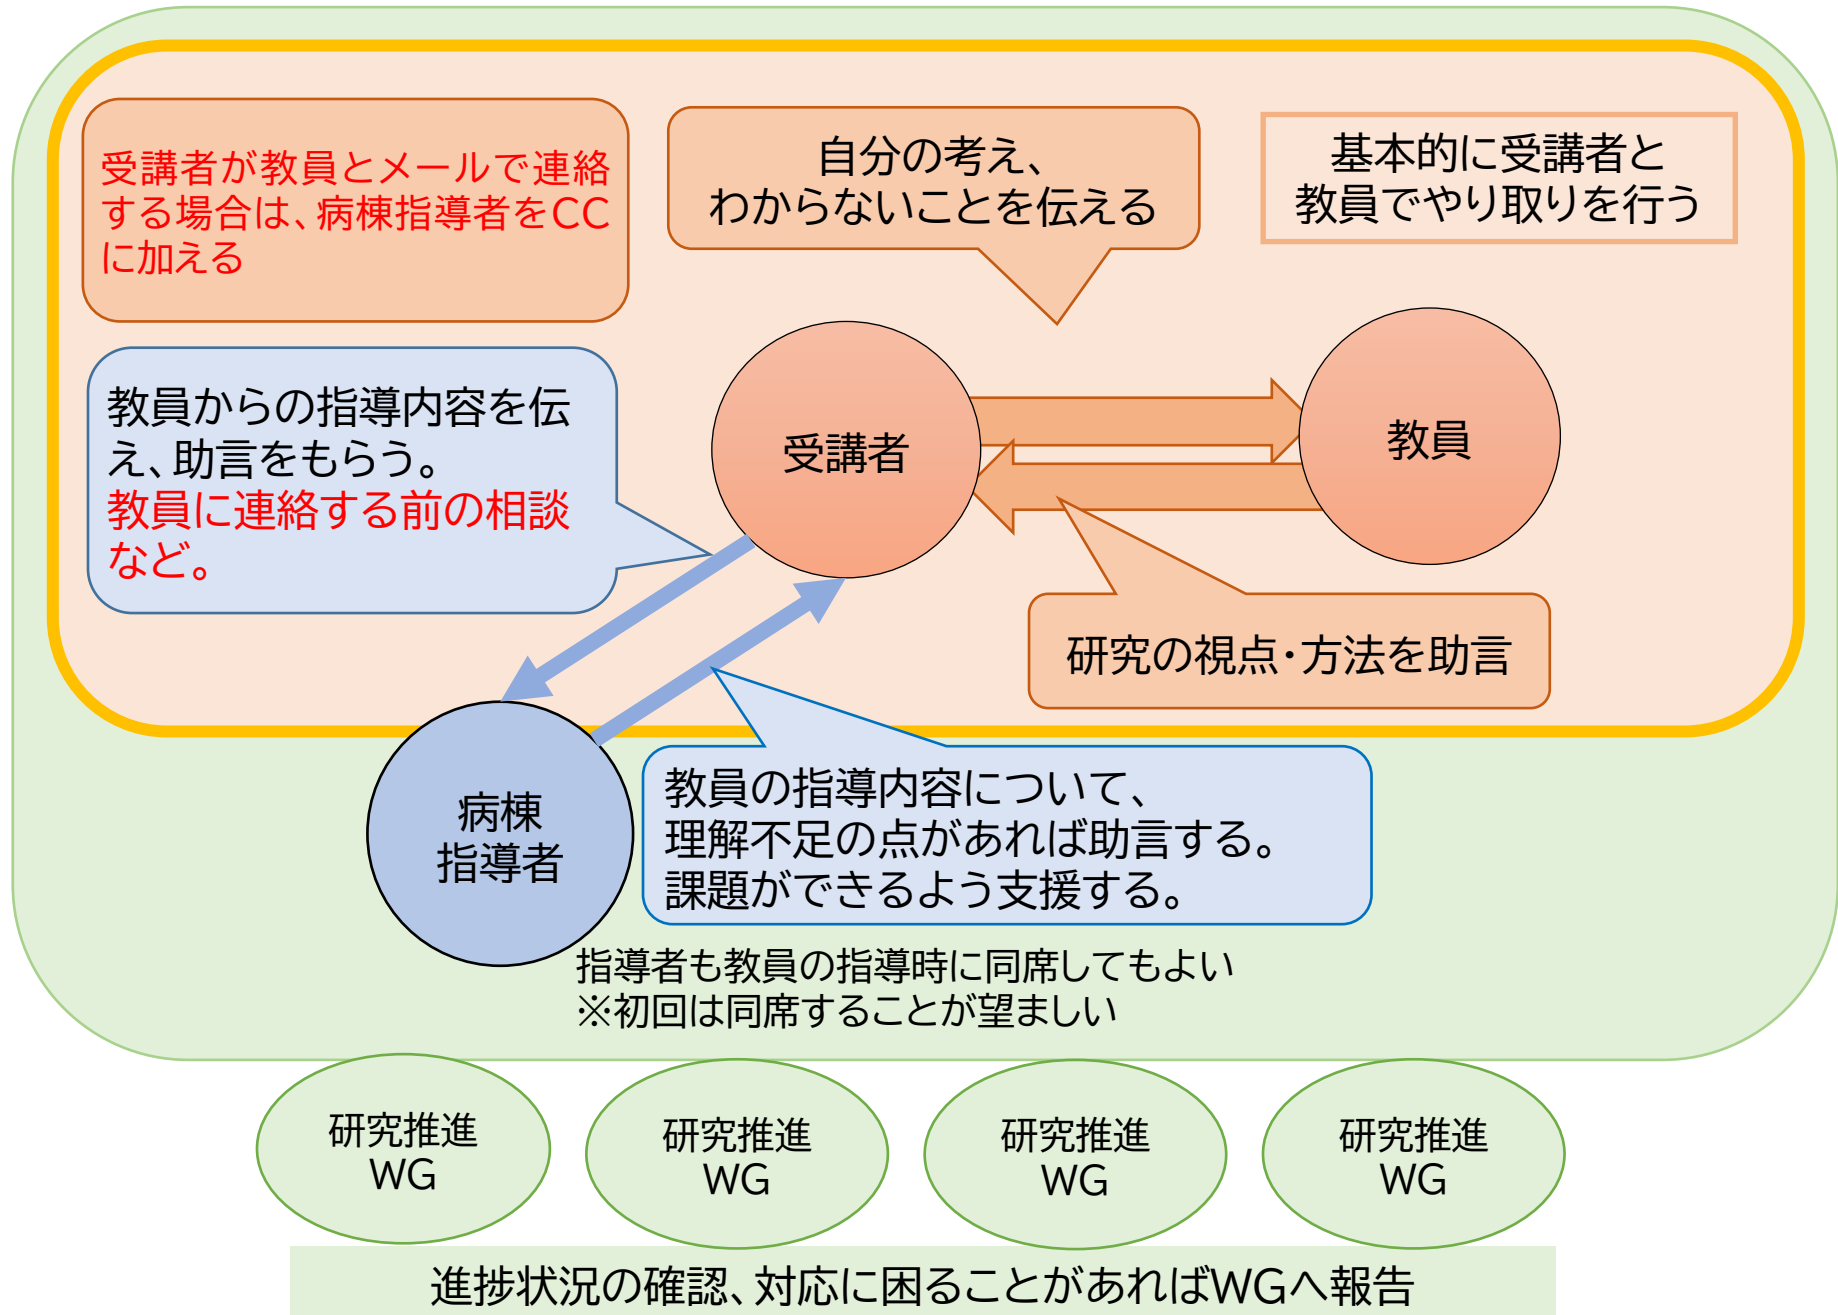 受講者が教員とメールで連絡
する場合は、病棟指導者をCC
に加える
自分の考え、
わからないことを伝える
基本的に受講者と
教員でやり取りを行う
教員からの指導内容を伝
え、助言をもらう。
教員に連絡する前の相談
など。
受講者
教員
研究の視点・方法を助言
病棟
指導者
教員の指導内容について、
理解不足の点があれば助言する。
課題ができるよう支援する。
指導者も教員の指導時に同席してもよい
※初回は同席することが望ましい
研究推進
WG
研究推進
WG
研究推進
WG
研究推進
WG
進捗状況の確認、対応に困ることがあればWGへ報告